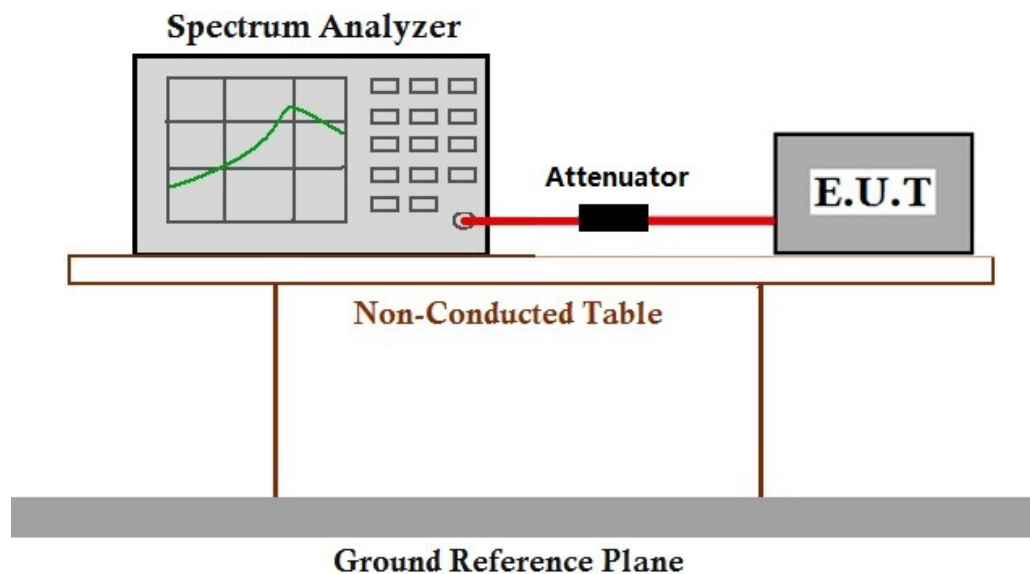 Spectrum Analyzer
Attenuator
E.U.T
Non-Conducted Table
Ground Reference Plane